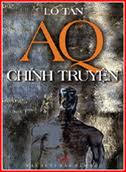 LỖ TẤN
AQ
CHÍNH TRUYỆN